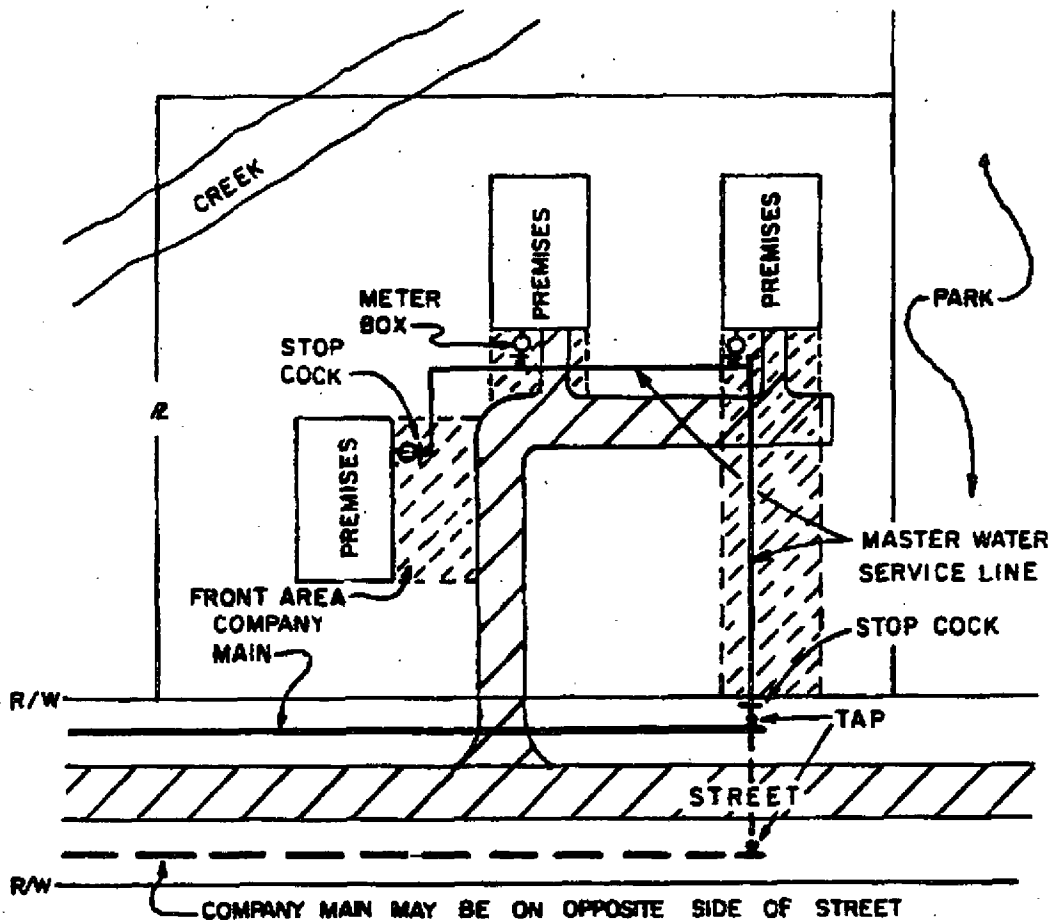 CREEK
PREMISES
PREMISES
PARK
METER
BOX
STOP
COCK
PREMISES
MASTER WATER
SERVICE LINE
FRONT AREA
COMPANY
MAIN
STOP COCK
R/W
TAP
STREET
R/W
COMPANY MAIN MAY BE ON OPPOSITE SIDE OF STREET